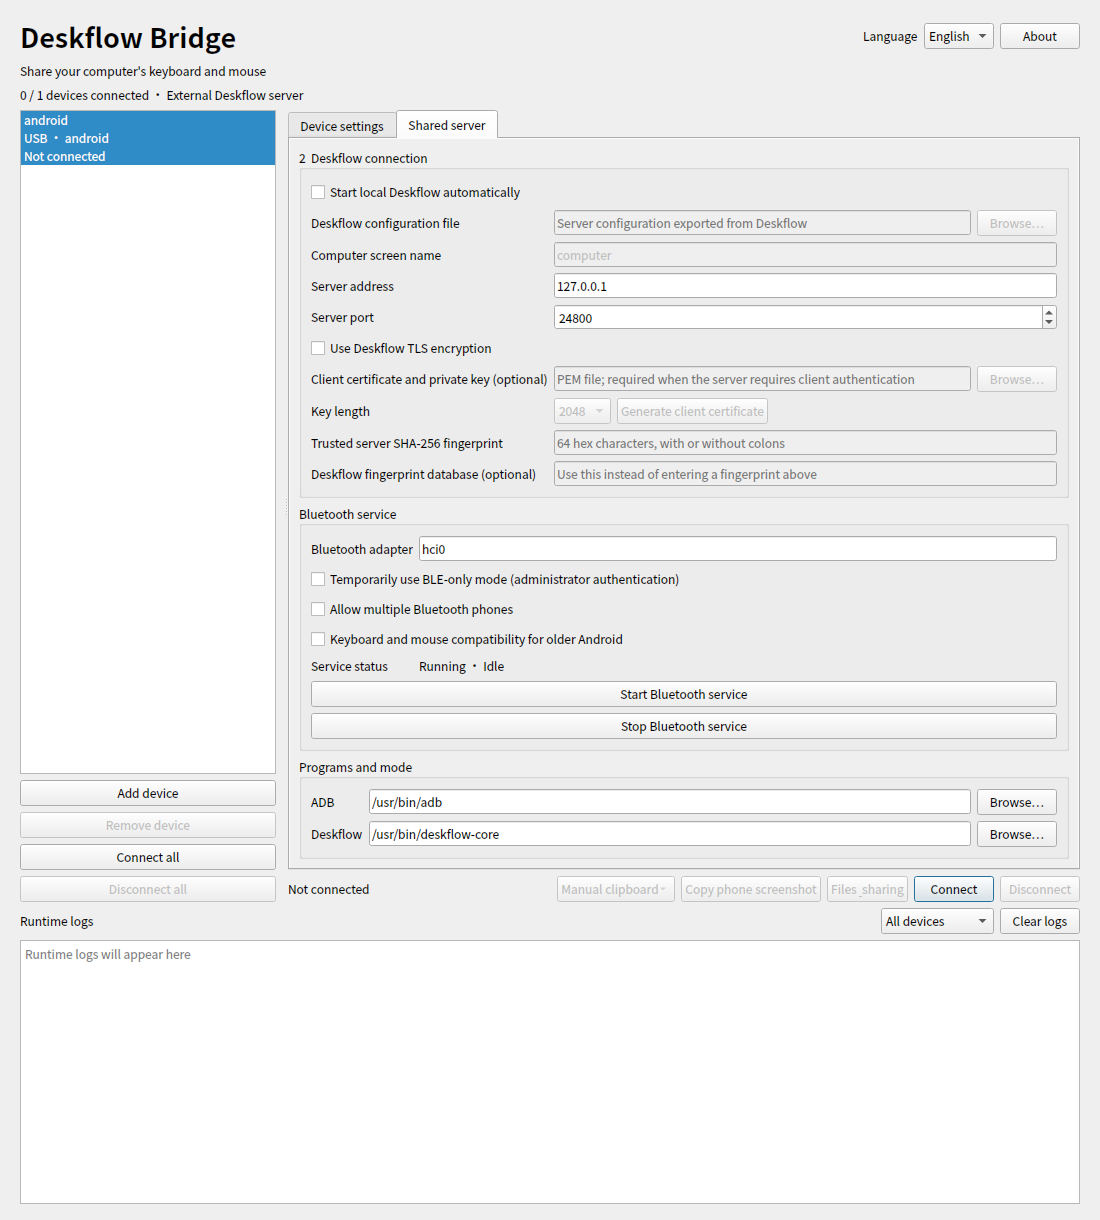 Deskflow Bridge
Language English About
Share your computer's keyboard and mouse
0 / 1 devices connected • External Deskflow server
android
USB • android
Not connected
Add device
Remove device
Connect all
Disconnect all
Device settings Shared server
2 Deskflow connection
Start local Deskflow automatically
Deskflow configuration file Server configuration exported from Deskflow Browse...
Computer screen name computer
Server address 127.0.0.1
Server port 24800
Use Deskflow TLS encryption
Client certificate and private key (optional) PEM file; required when the server requires client authentication Browse...
Key length 2048 Generate client certificate
Trusted server SHA-256 fingerprint 64 hex characters, with or without colons
Deskflow fingerprint database (optional) Use this instead of entering a fingerprint above
Bluetooth service
Bluetooth adapter hci0
Temporarily use BLE-only mode (administrator authentication)
Allow multiple Bluetooth phones
Keyboard and mouse compatibility for older Android
Service status Running • Idle
Start Bluetooth service
Stop Bluetooth service
Programs and mode
ADB /usr/bin/adb Browse...
Deskflow /usr/bin/deskflow-core Browse...
Not connected Manual clipboard Copy phone screenshot Files sharing Connect Disconnect
Runtime logs All devices Clear logs
Runtime logs will appear here